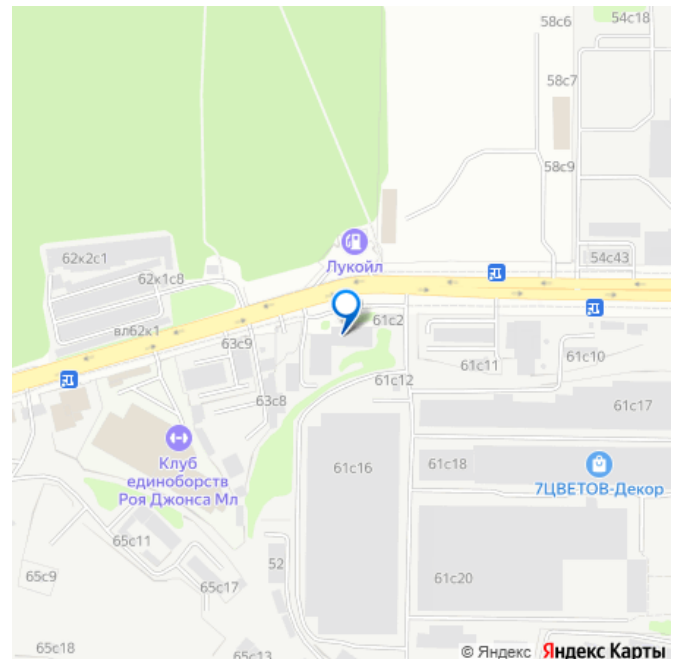 58с6
54с18
58с7
58с9
62к2с1
Лукойл
54с43
62к1с8
61с2
вл62к1
63с9
61с11
61с10
61с12
63с8
61с17
Клуб
единоборств
Роя Джонса Мл
61с16
61с18
7ЦВЕТОВ-Декор
65с11
52
61с20
65с9
65с17
65с18
65с13
© Яндекс Яндекс Карты